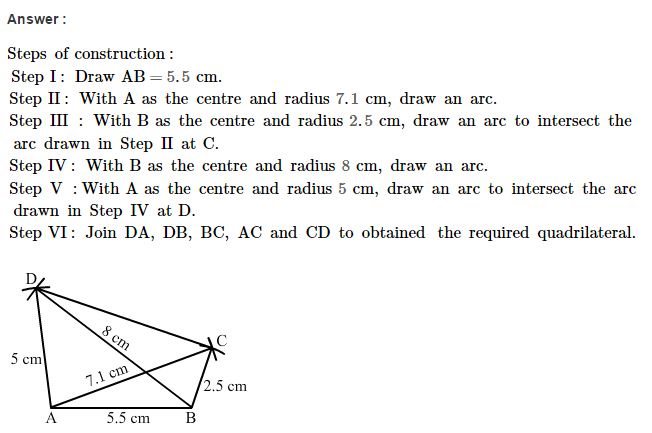 Answer :
Steps of construction :
Step I : Draw AB = 5.5 cm.
Step II : With A as the centre and radius 7.1 cm, draw an arc.
Step III : With B as the centre and radius 2.5 cm, draw an arc to intersect the
arc drawn in Step II at C.
Step IV : With B as the centre and radius 8 cm, draw an arc.
Step V : With A as the centre and radius 5 cm, draw an arc to intersect the arc
drawn in Step IV at D.
Step VI : Join DA, DB, BC, AC and CD to obtained the required quadrilateral.
D
8 cm
C
5 cm
7.1 cm
2.5 cm
A
5.5 cm
B